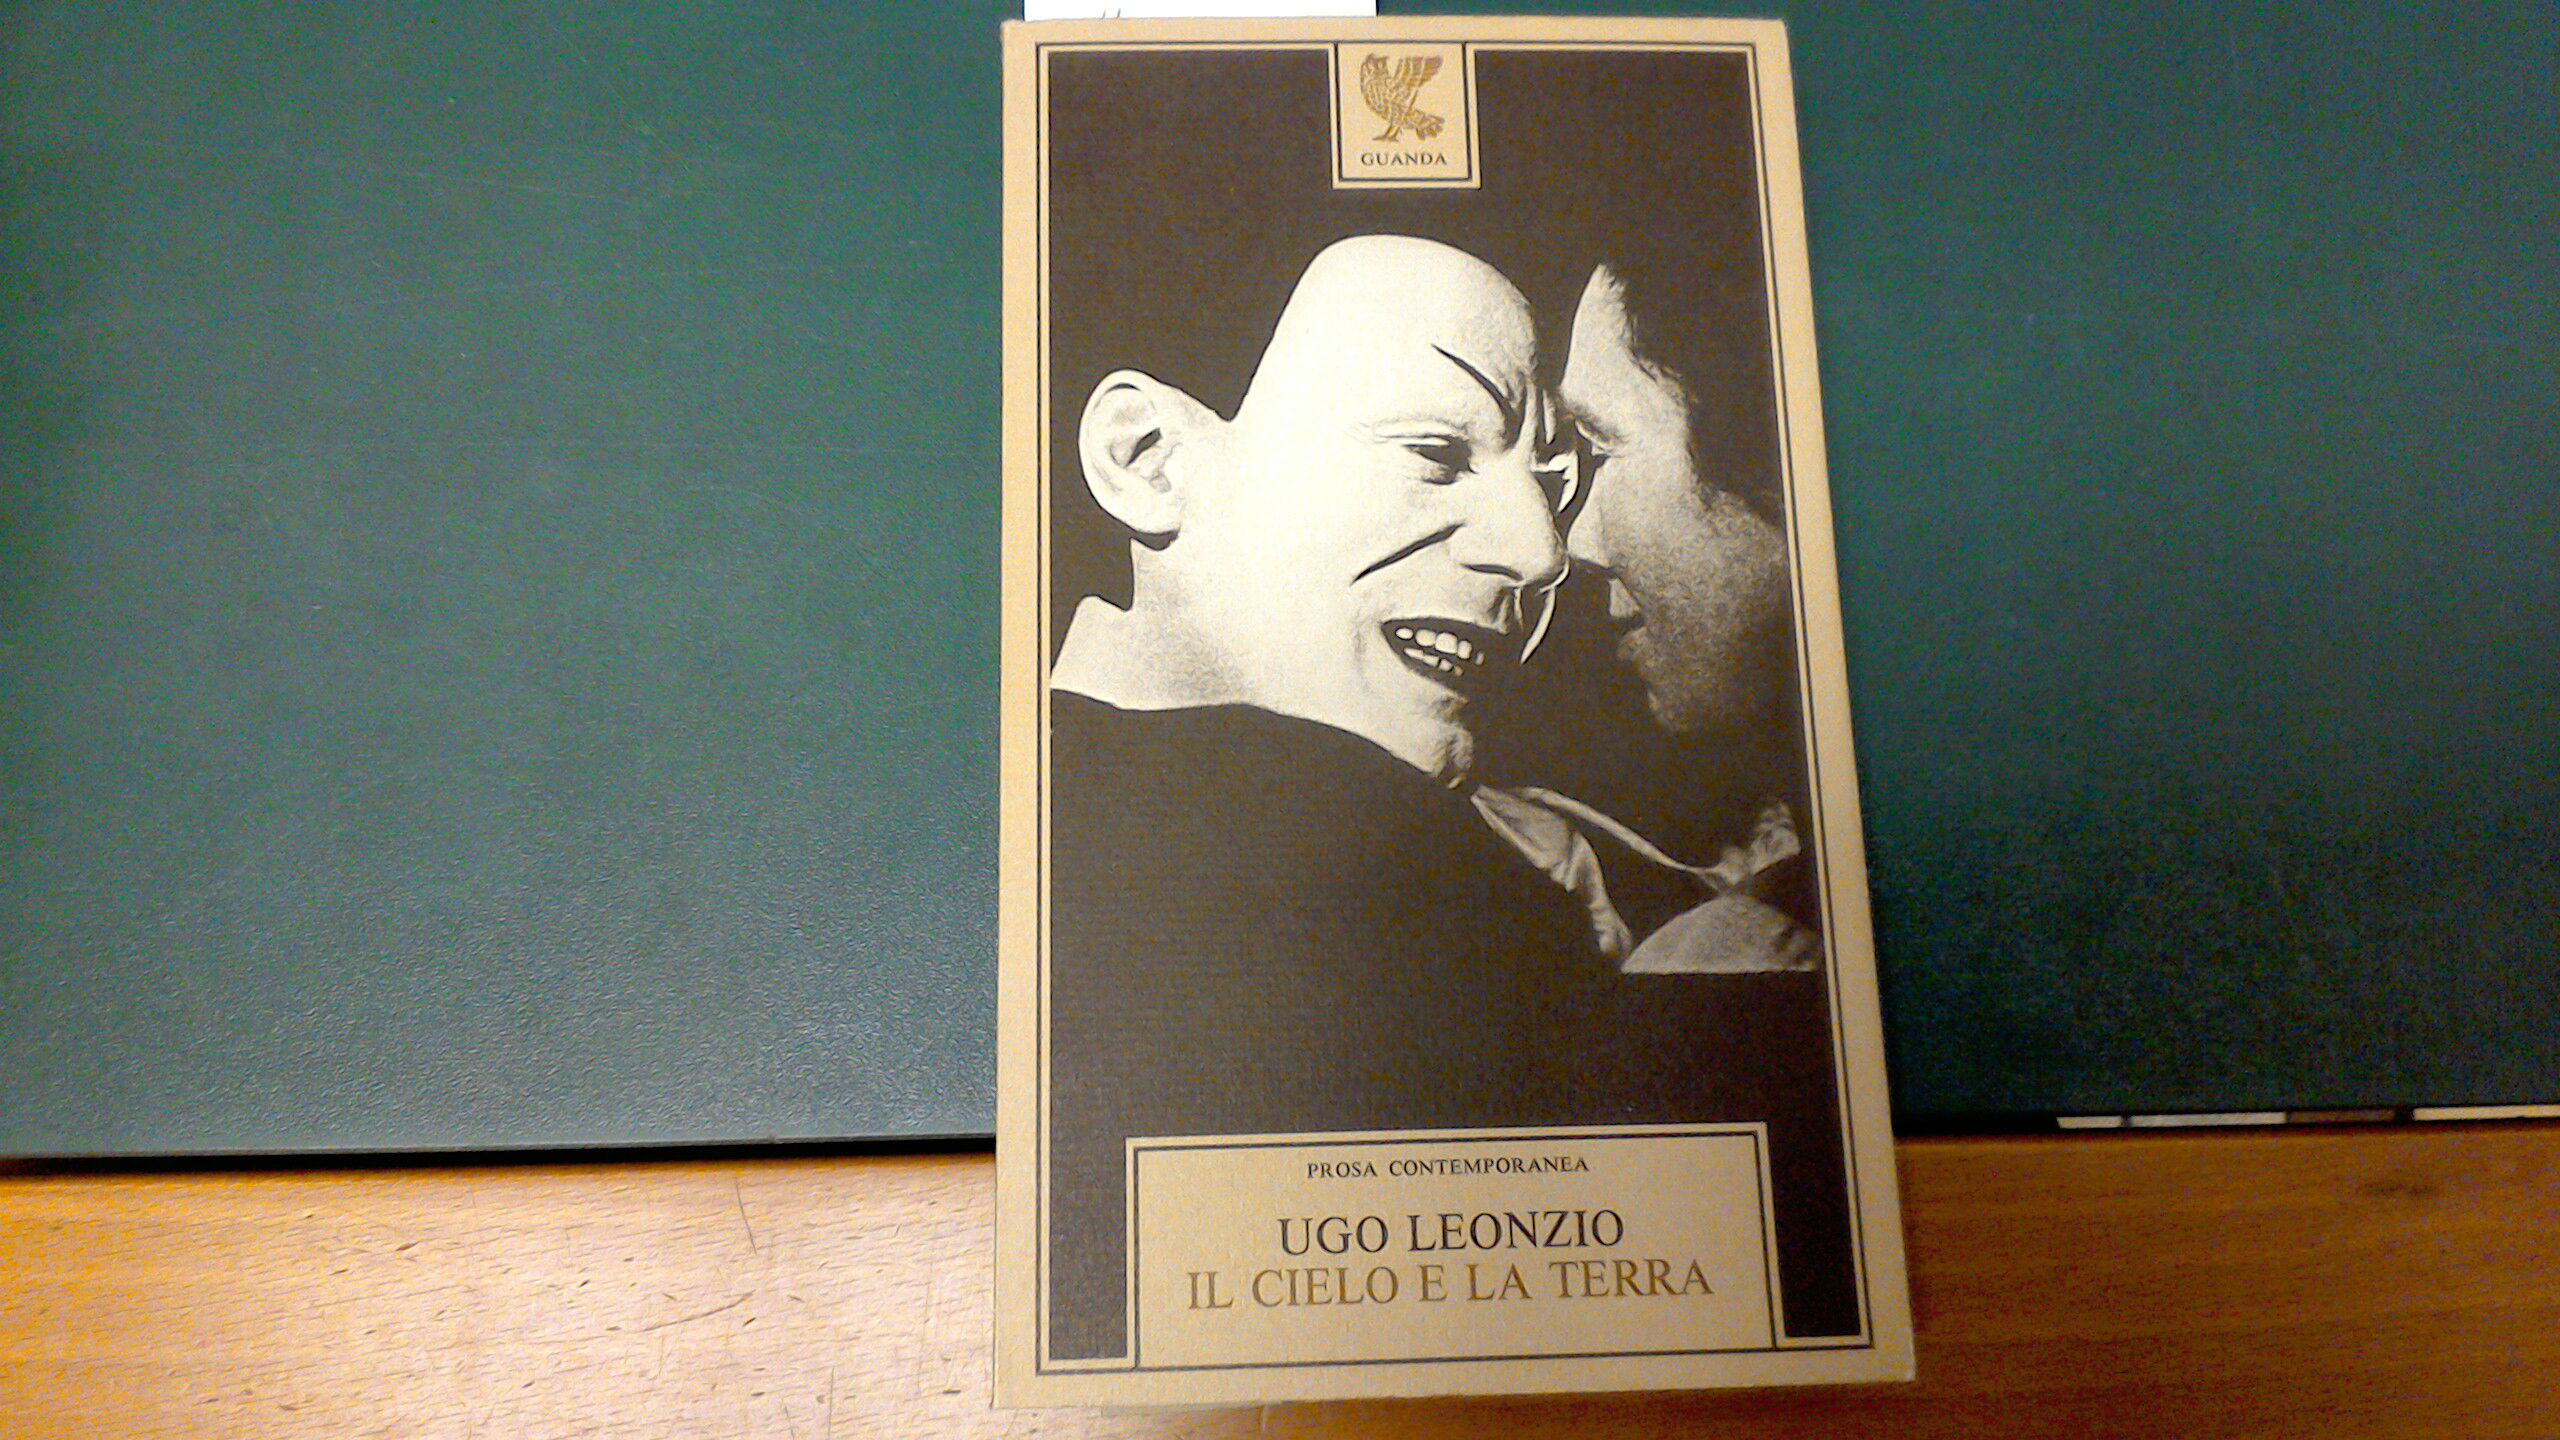 GUANDA
PROSA CONTEMPORANEA
UGO LEONZIO
IL CIELO E LA TERRA